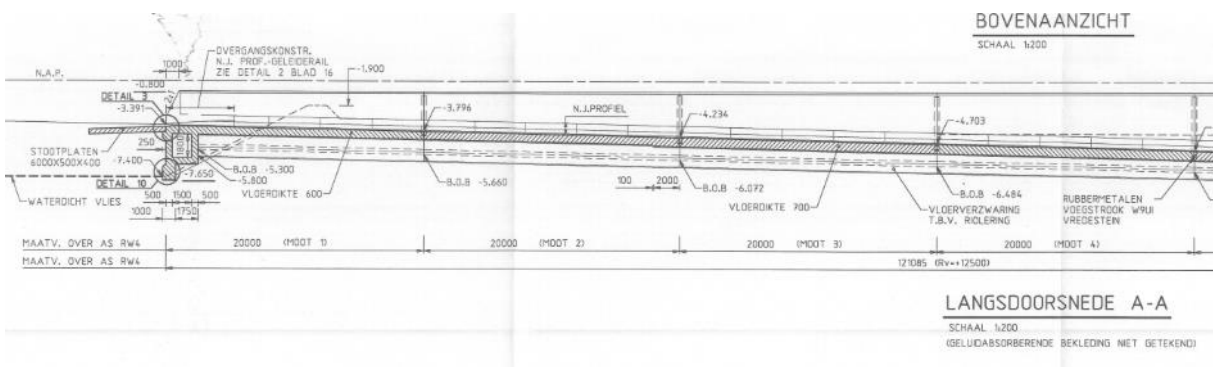 BOVENAANZICHT
SCHAAL 1:200
OVERGANGSKONSTR.
N.J. PROF.-GELEIDERAIL
ZIE DETAIL 2 BLAD 16
1000
N.A.P.
-0.800
-1.900
DETAIL 3
-3.391
-3.796
N.J.PROFIEL
-4.234
-4.703
STOOTPLATEN
6000X500X400
250
1800
-7.400
-7.650
B.O.B -5.300
-5.800
VLOERDIKTE 600
B.O.B -5.660
100
2000
B.O.B -6.072
VLOERDIKTE 700
B.O.B -6.484
VLOERVERZWARING
T.B.V. RIOLERING
RUBBERMETALEN
VOEGSTROOK W9UI
VREDESTEIN
DETAIL 10
WATERDICHT VLIES
500
1500
500
1000
1750
MAATV. OVER AS RW4
20000 (MOOT 1)
20000 (MOOT 2)
20000 (MOOT 3)
20000 (MOOT 4)
MAATV. OVER AS RW4
121085 (Rv=+12500)
LANGSDOORSNEDE A-A
SCHAAL 1:200
(GELUIDABSORBERENDE BEKLEDING NIET GETEKEND)